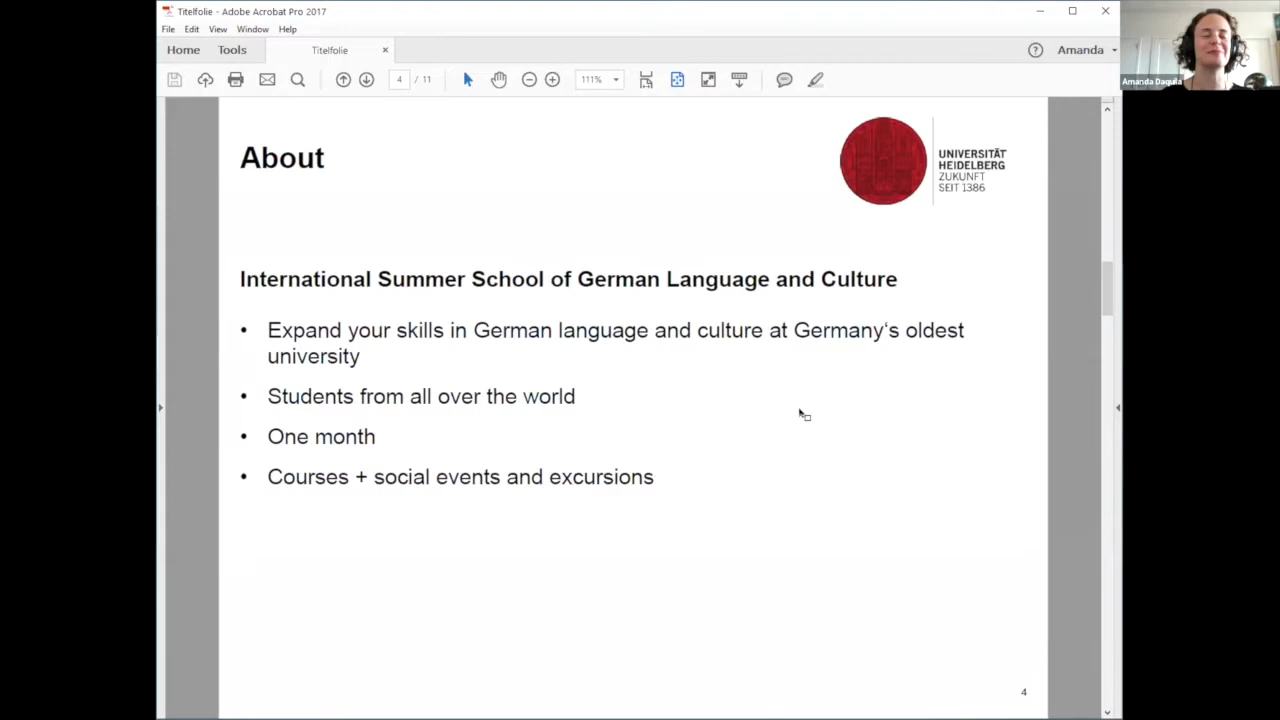 Titelfolie - Adobe Acrobat Pro 2017
File Edit View Window Help
Home Tools Titelfolie
Amanda
4 / 11
111%
Amanda Daquila
About
UNIVERSITÄT
HEIDELBERG
ZUKUNFT
SEIT 1386
International Summer School of German Language and Culture
• Expand your skills in German language and culture at Germany‘s oldest
university
• Students from all over the world
• One month
• Courses + social events and excursions
4